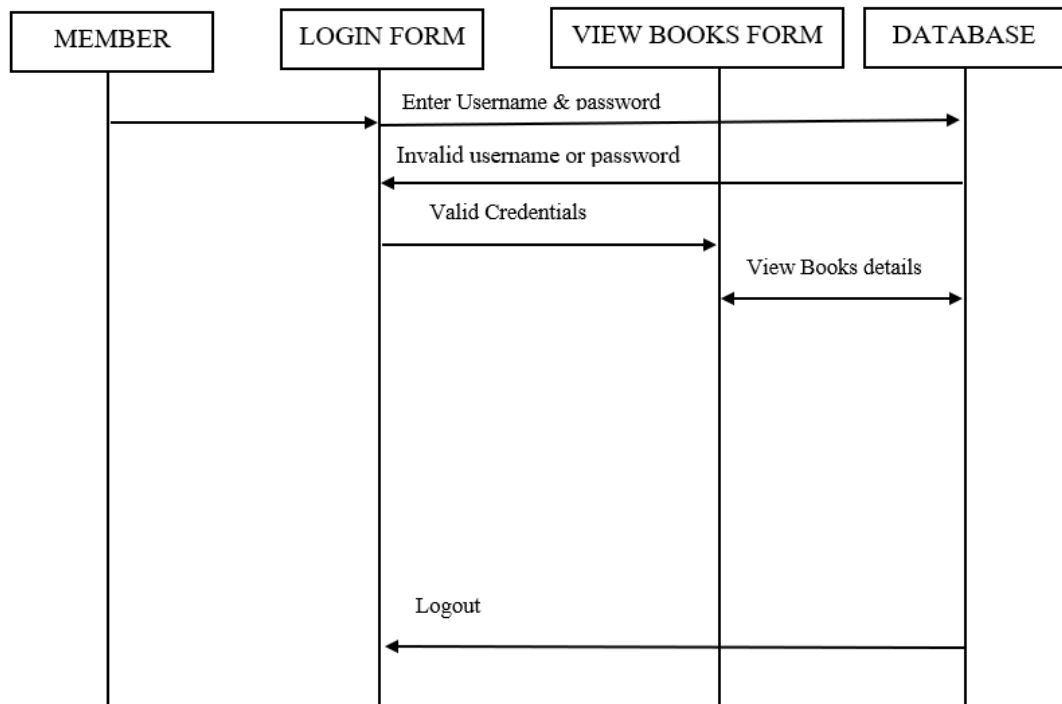 MEMBER
LOGIN FORM
VIEW BOOKS FORM
DATABASE
Enter Username & password
Invalid username or password
Valid Credentials
View Books details
Logout